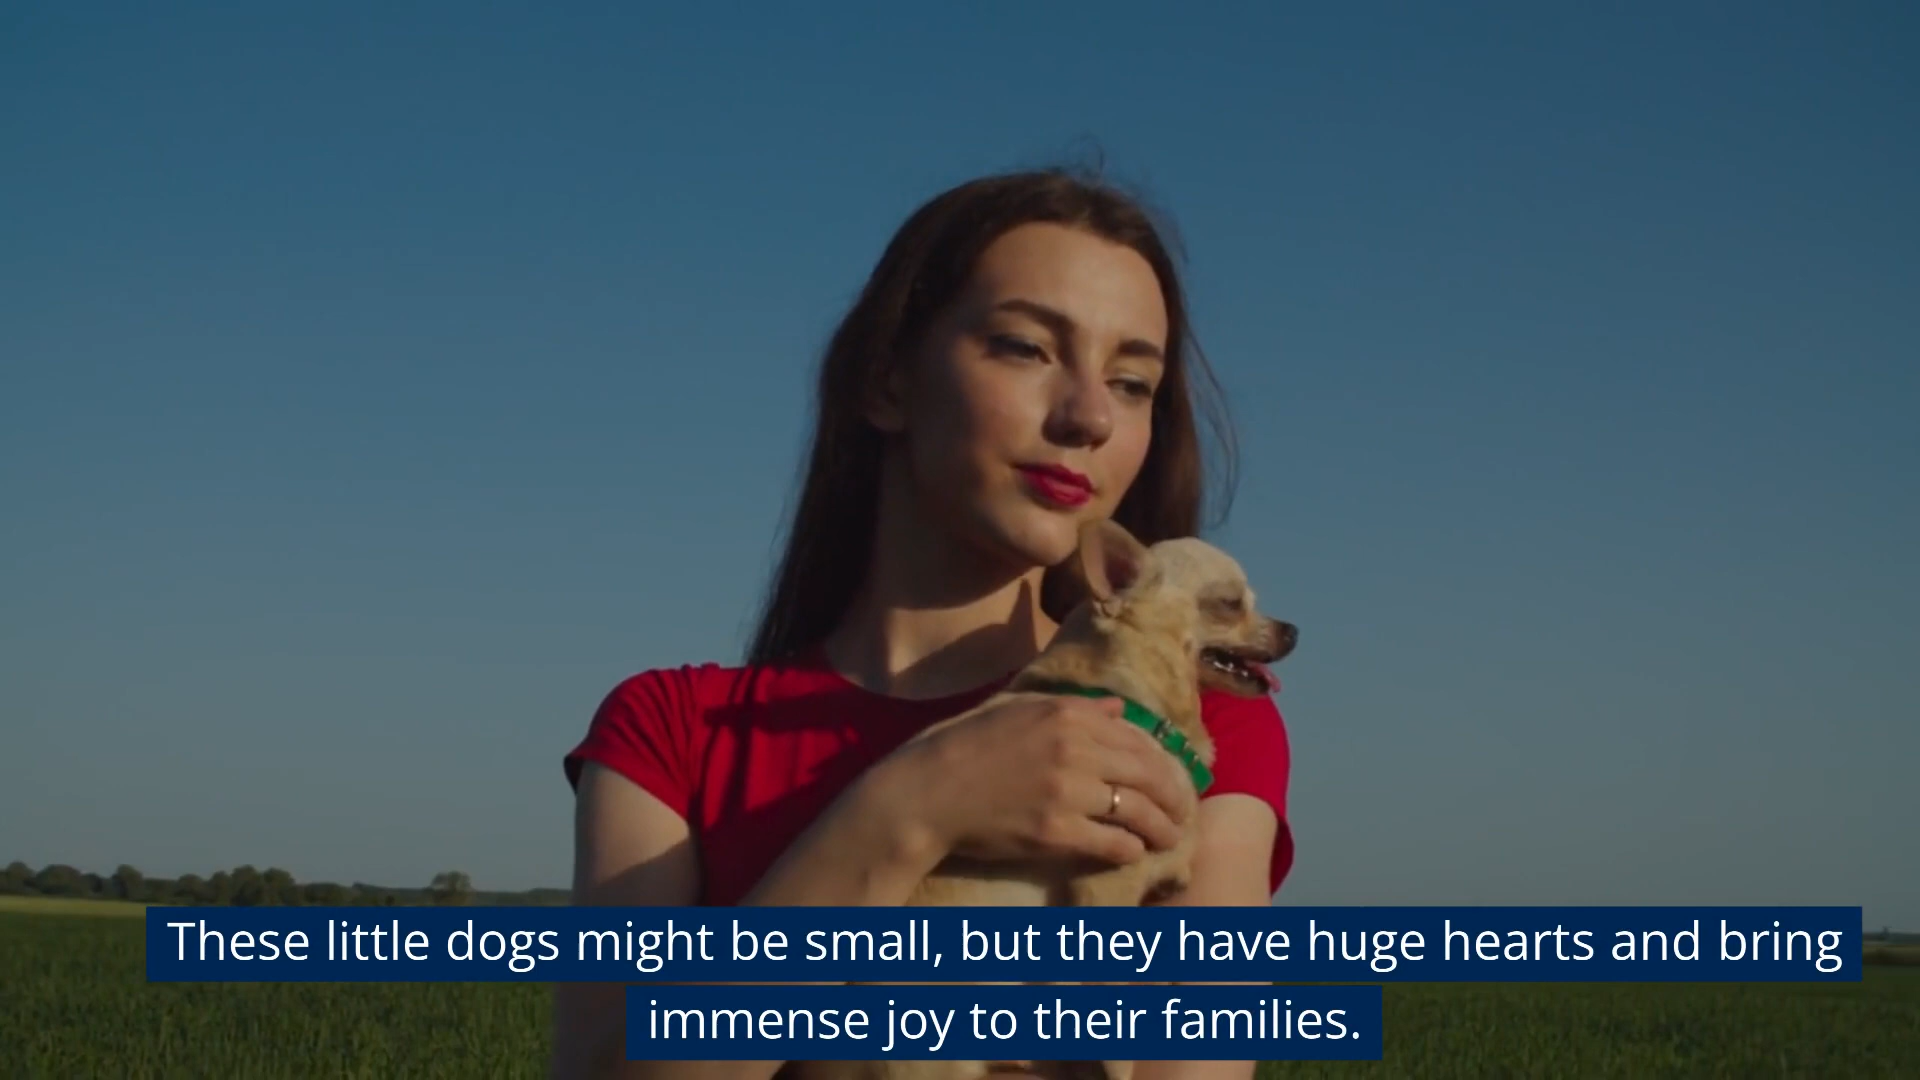 These little dogs might be small, but they have huge hearts and bring
immense joy to their families.